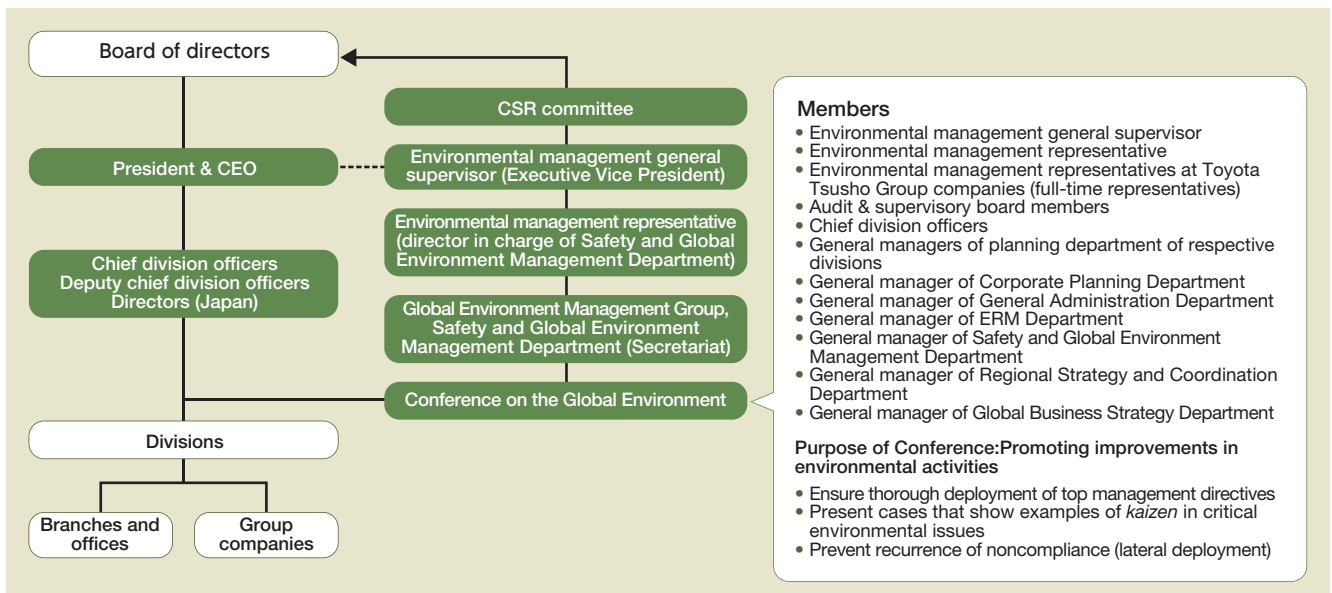 Board of directors
CSR committee
President & CEO
Environmental management general
supervisor (Executive Vice President)
Environmental management representative
(director in charge of Safety and Global
Environment Management Department)
Chief division officers
Deputy chief division officers
Directors (Japan)
Global Environment Management Group,
Safety and Global Environment
Management Department (Secretariat)
Conference on the Global Environment
Divisions
Branches and
offices
Group
companies
Members
• Environmental management general supervisor
• Environmental management representative
• Environmental management representatives at Toyota
Tsusho Group companies (full-time representatives)
• Audit & supervisory board members
• Chief division officers
• General managers of planning department of respective
divisions
• General manager of Corporate Planning Department
• General manager of General Administration Department
• General manager of ERM Department
• General manager of Safety and Global Environment
Management Department
• General manager of Regional Strategy and Coordination
Department
• General manager of Global Business Strategy Department
Purpose of Conference:Promoting improvements in
environmental activities
• Ensure thorough deployment of top management directives
• Present cases that show examples of kaizen in critical
environmental issues
• Prevent recurrence of noncompliance (lateral deployment)